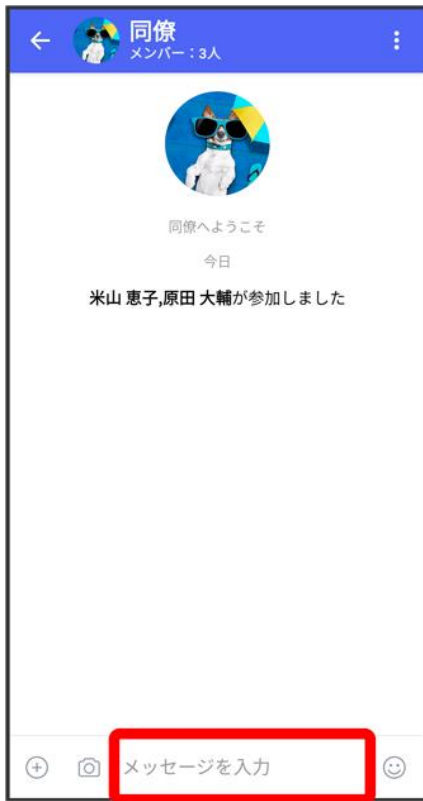 同僚
メンバー：3人
同僚へようこそ
今日
米山 恵子,原田 大輔が参加しました
メッセージを入力